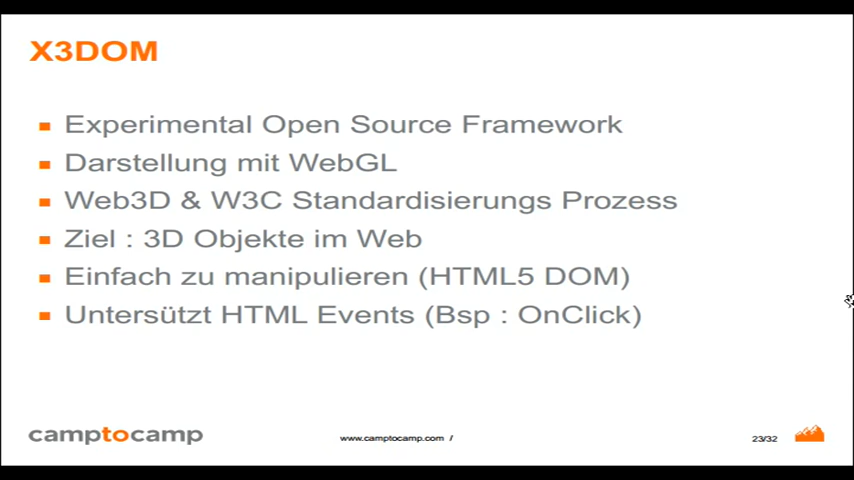 X3DOM
Experimental Open Source Framework
Darstellung mit WebGL
Web3D & W3C Standardisierungs Prozess
Ziel : 3D Objekte im Web
Einfach zu manipulieren (HTML5 DOM)
Untersützt HTML Events (Bsp : OnClick)
camptocamp
www.camptocamp.com /
23/32